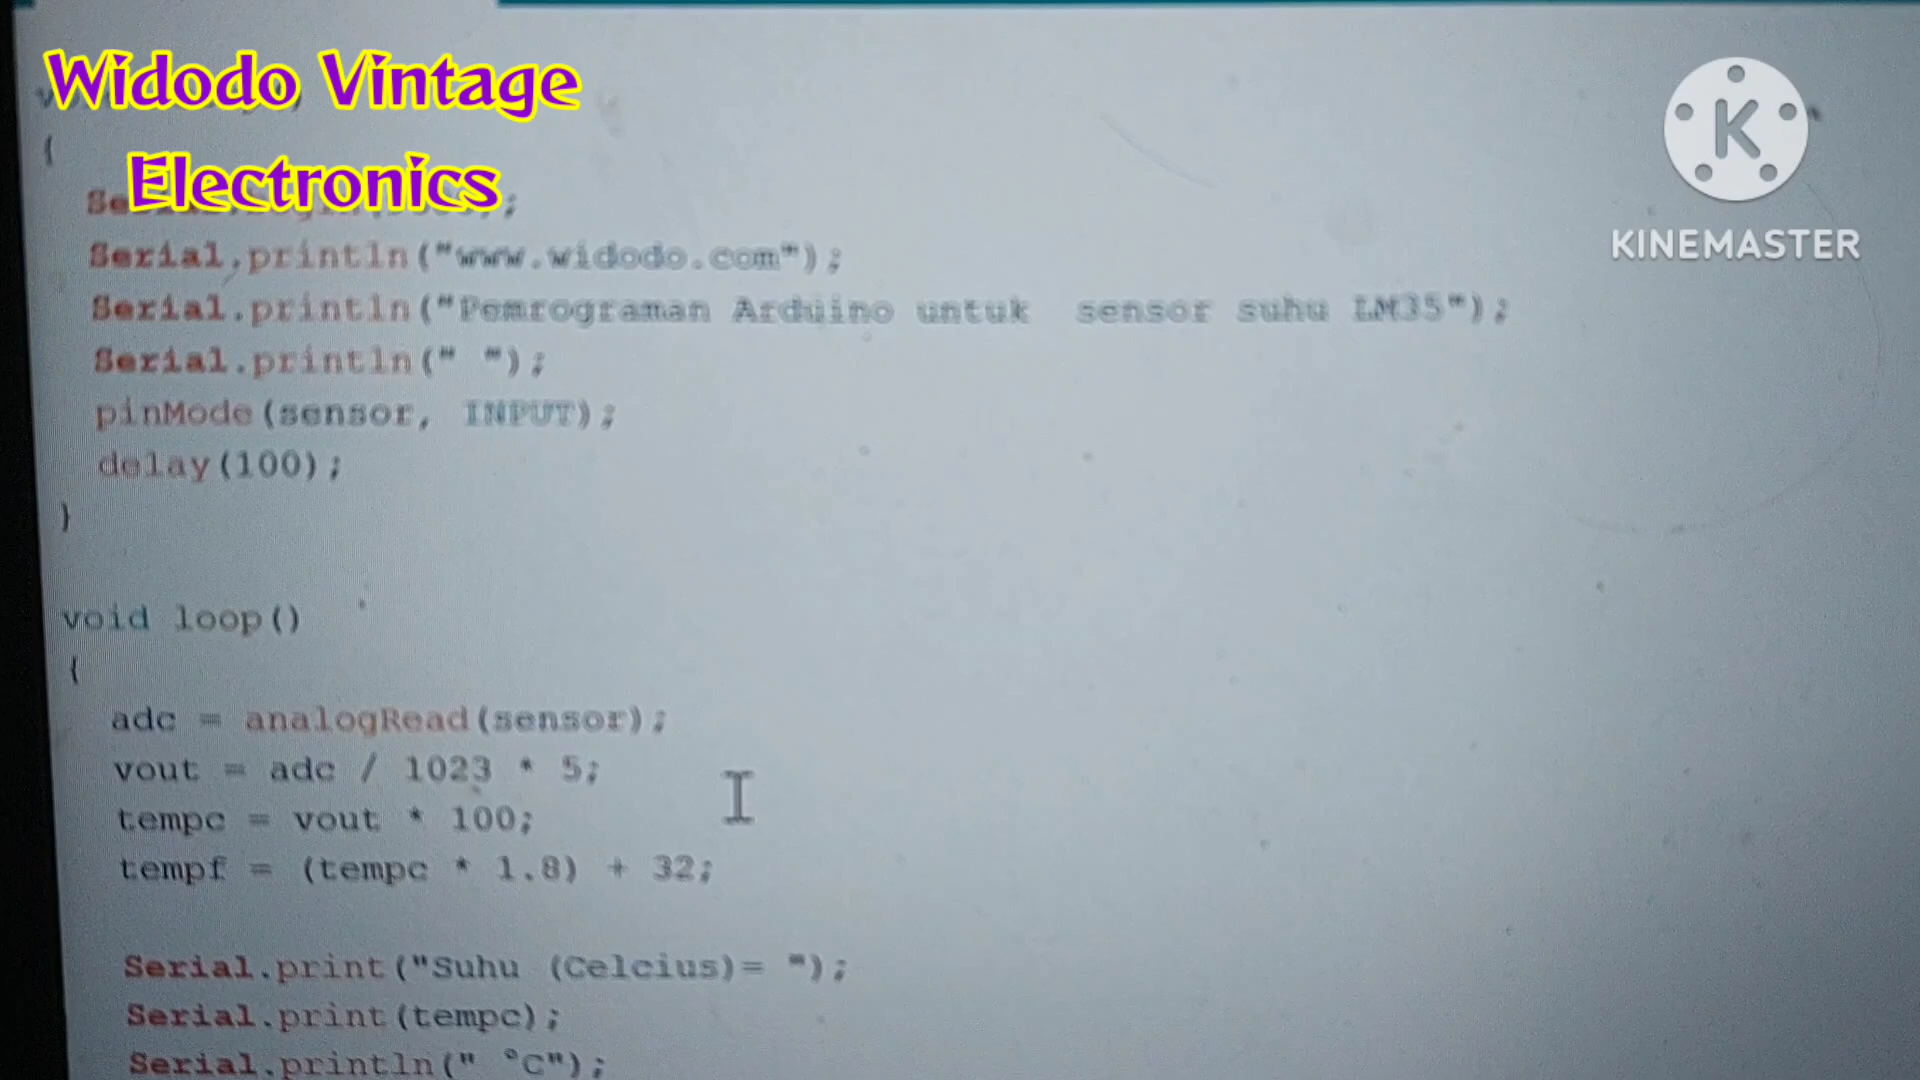 Widodo Vintage
Electronics
KINEMASTER
{
Serial.println("www.widodo.com");
Serial.println("Pemrograman Arduino untuk  sensor suhu LM35");
Serial.println(" ");
pinMode(sensor, INPUT);
delay(100);
}
void loop()
{
adc = analogRead(sensor);
vout = adc / 1023 * 5;
tempc = vout * 100;
tempf = (tempc * 1.8) + 32;
Serial.print("Suhu (Celcius)= ");
Serial.print(tempc);
Serial.println(" °C");